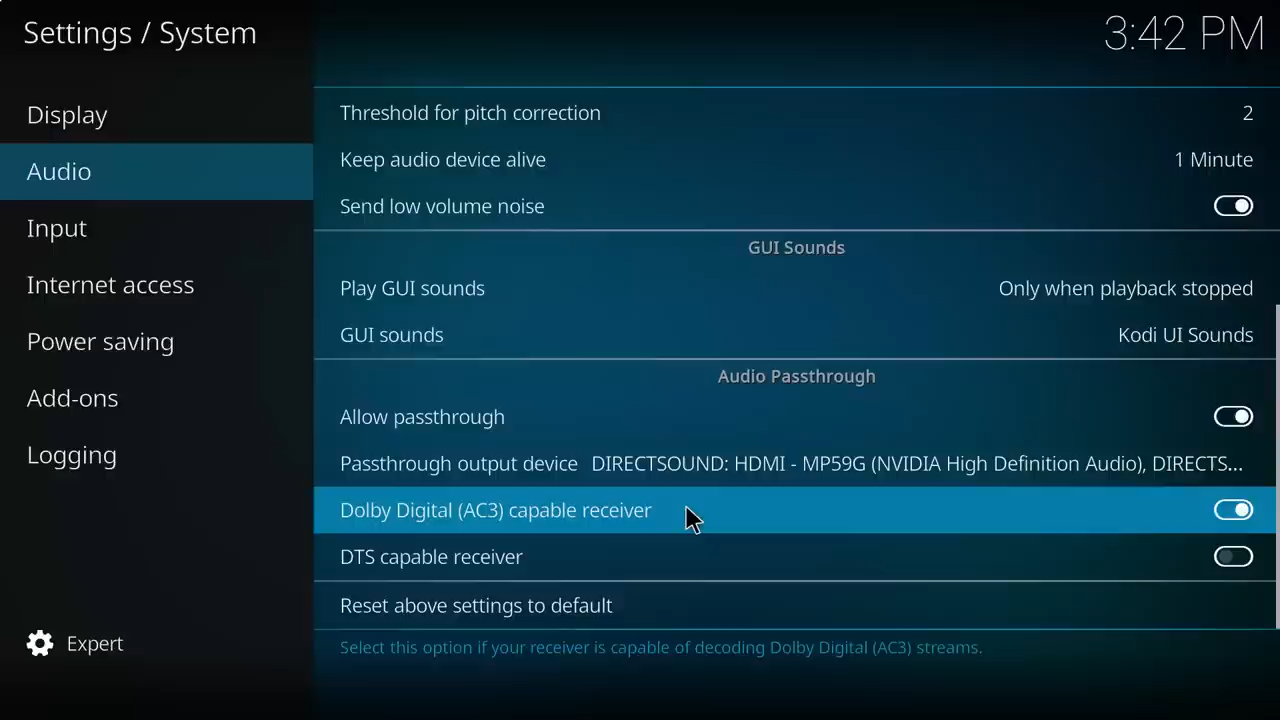 Settings / System
3:42 PM
Display
Audio
Input
Internet access
Power saving
Add-ons
Logging
Expert
Threshold for pitch correction 2
Keep audio device alive 1 Minute
Send low volume noise
GUI Sounds
Play GUI sounds Only when playback stopped
GUI sounds Kodi UI Sounds
Audio Passthrough
Allow passthrough
Passthrough output device DIRECTSOUND: HDMI - MP59G (NVIDIA High Definition Audio), DIRECTS...
Dolby Digital (AC3) capable receiver
DTS capable receiver
Reset above settings to default
Select this option if your receiver is capable of decoding Dolby Digital (AC3) streams.